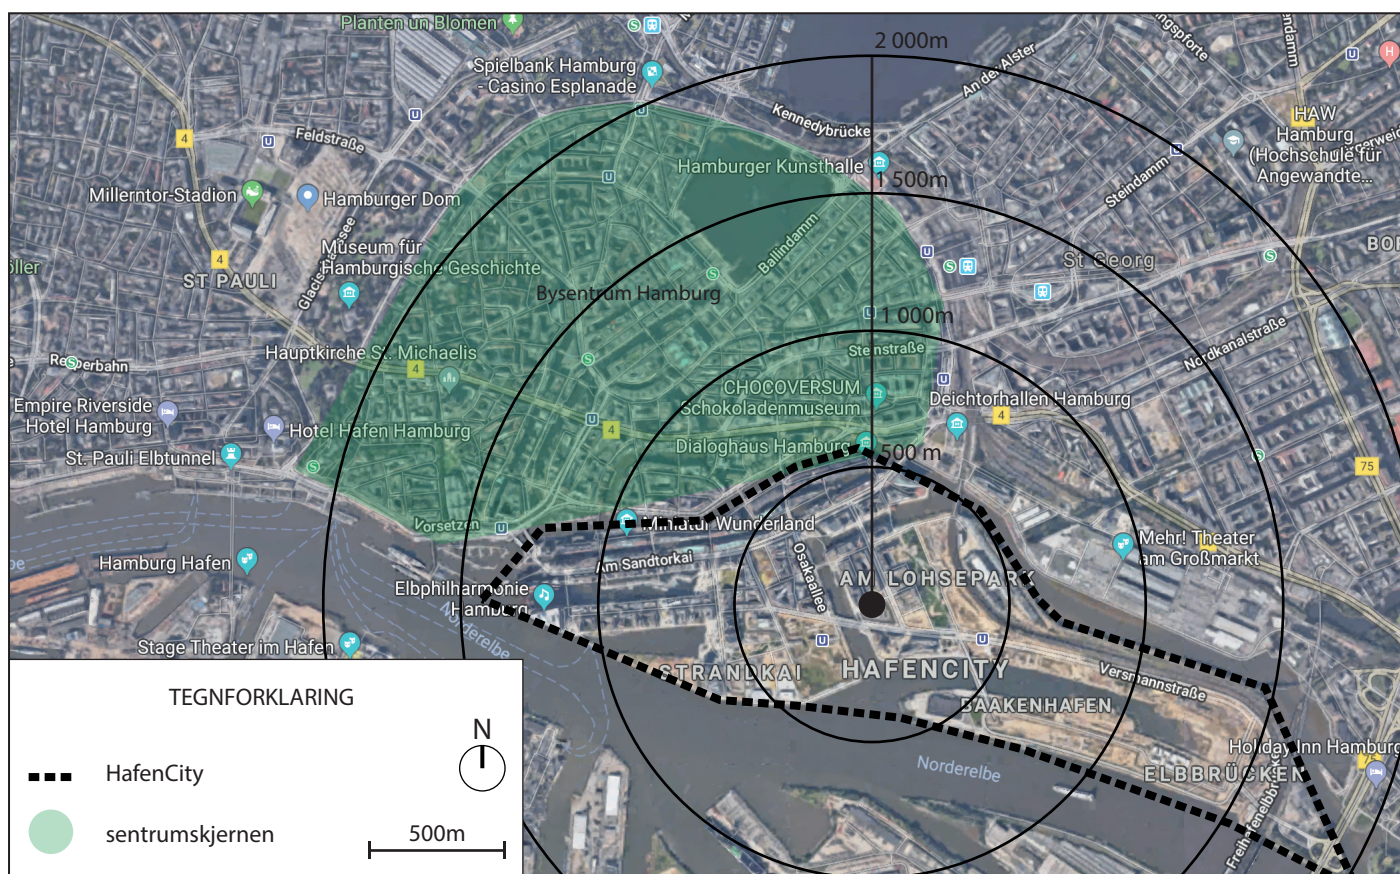 Planten un Blomen
2 000m
Spielbank Hamburg
- Casino Esplanade
An der Alster
Kennedybrücke
HAW
Hamburg
(Hochschule für
Angewandte...
4
Feldstraße
Hamburger Kunsthalle
1 500m
Steindamm
Millerntor-Stadion
Hamburger Dom
Museum für
Hamburgische Geschichte
Ballindamm
St Georg
4
ST PAULI
Bysentrum Hamburg
1 000m
Steinstraße
Nordkanalstraße
Hauptkirche St. Michaelis
4
Reeperbahn
CHOCOVERSUM
Schokoladenmuseum
Deichtorhallen Hamburg
4
Empire Riverside
Hotel Hamburg
Hotel Hafen Hamburg
4
Dialoghaus Hamburg
500 m
St. Pauli Elbtunnel
75
Vorsetzen
Miniatur Wunderland
Mehr! Theater
am Großmarkt
Am Sandtorkai
Osakaallee
AM LOHSEPARK
Hamburg Hafen
Elbphilharmonie
Hamburg
Norderelbe
Stage Theater im Hafen
STRANDKAI
HAFENCITY
Versmannstraße
BAAKENHAFEN
Holiday Inn Hamburg
Norderelbe
ELBBRÜCKEN
TEGNFORKLARING
N
HafenCity
sentrumskjernen
500m